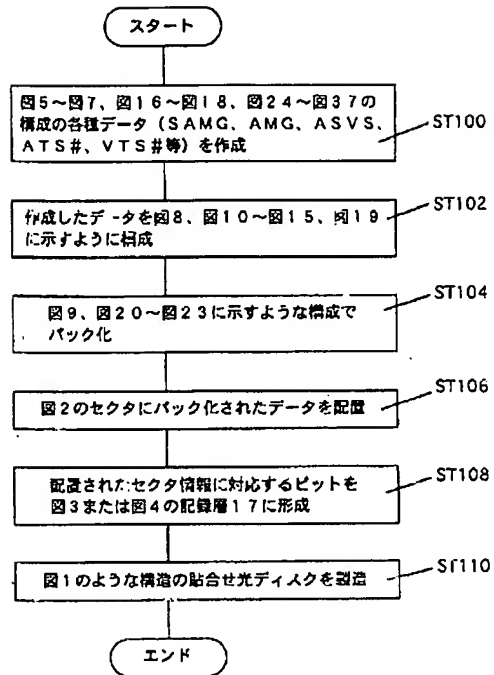 スタート
図5～図7、図16～図18、図24～図37の
構成の各種データ（SAMG、AMG、ASVS、
ATS#、VTS#等）を作成
ST100
作成したデータを図8、図10～図15、図19
に示すように構成
ST102
図9、図20～図23に示すような構成で
パック化
ST104
図2のセクタにパック化されたデータを配置
ST106
配置されたセクタ情報に対応するピットを
図3または図4の記録層17に形成
ST108
図1のような構造の貼合せ光ディスクを製造
ST110
エンド